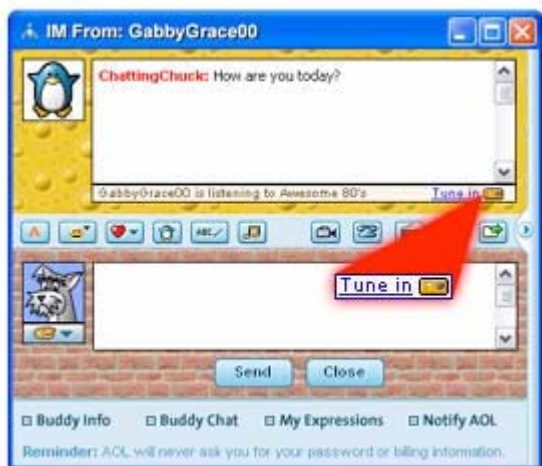 IM From: GabbyGrace00
ChattingChuck: How are you today?
GabbyGrace00 is listening to Awesome 80's Tune in
ABC
Tune in
Send Close
Buddy Info Buddy Chat My Expressions Notify AOL
Reminder: AOL will never ask you for your password or billing information.